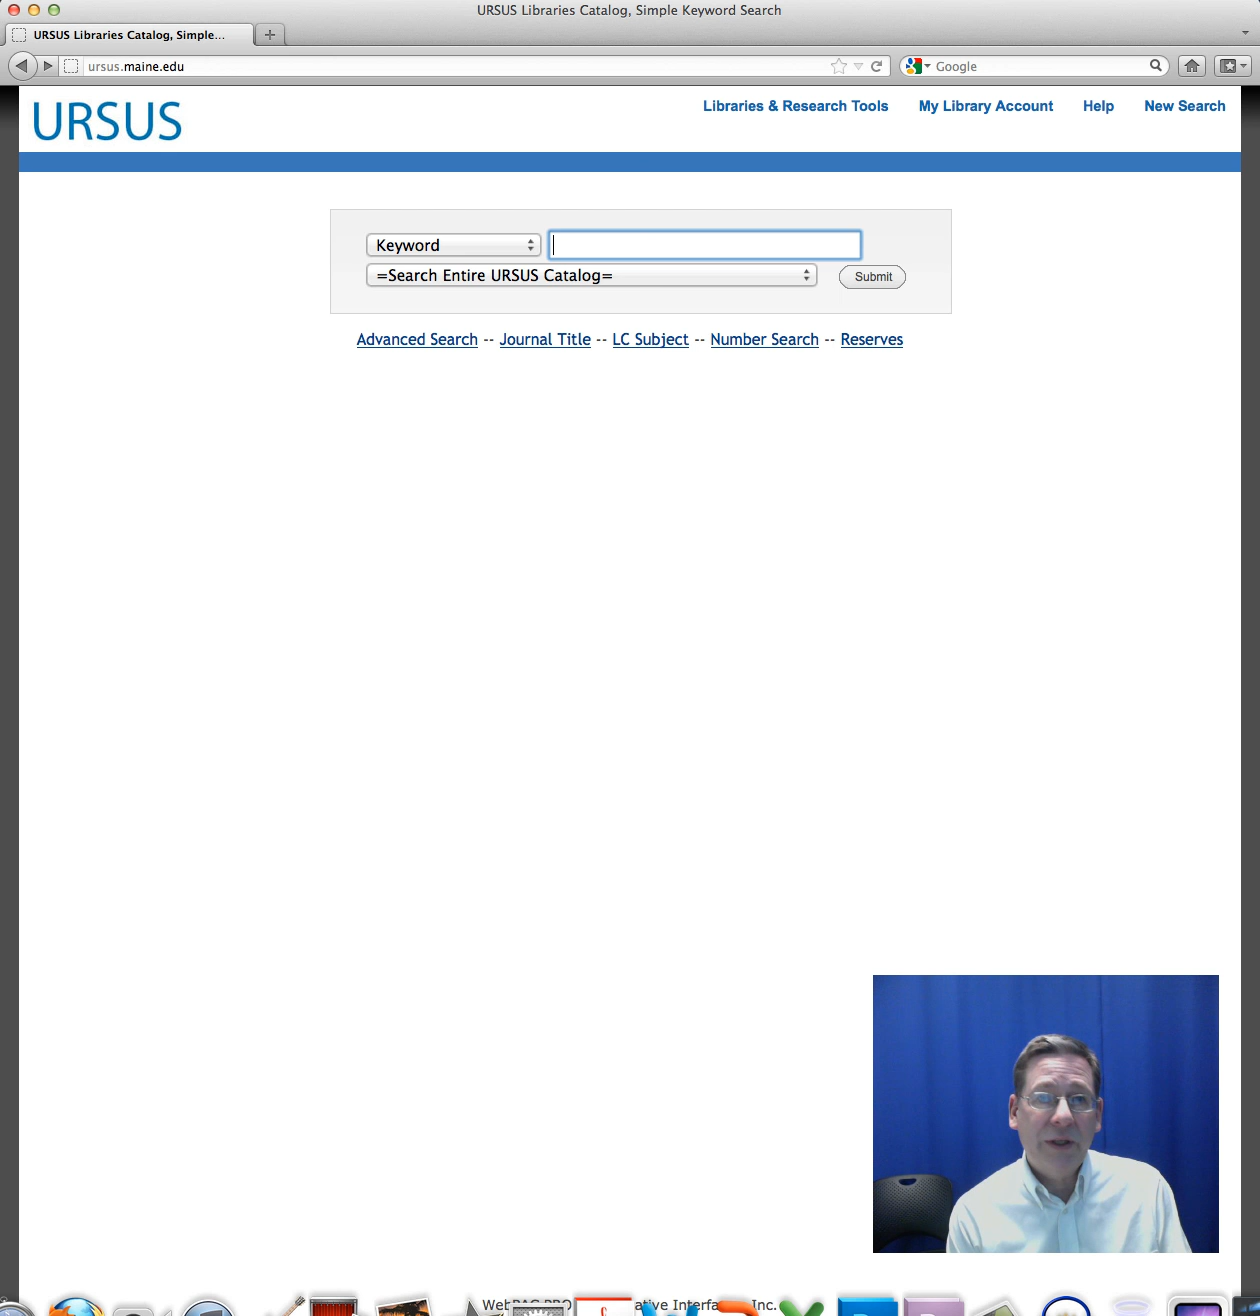 URSUS Libraries Catalog, Simple Keyword Search
URSUS Libraries Catalog, Simple...
ursus.maine.edu
Google
URSUS
Libraries & Research Tools
My Library Account
Help
New Search
Keyword
=Search Entire URSUS Catalog=
Submit
Advanced Search -- Journal Title -- LC Subject -- Number Search -- Reserves
Inc.